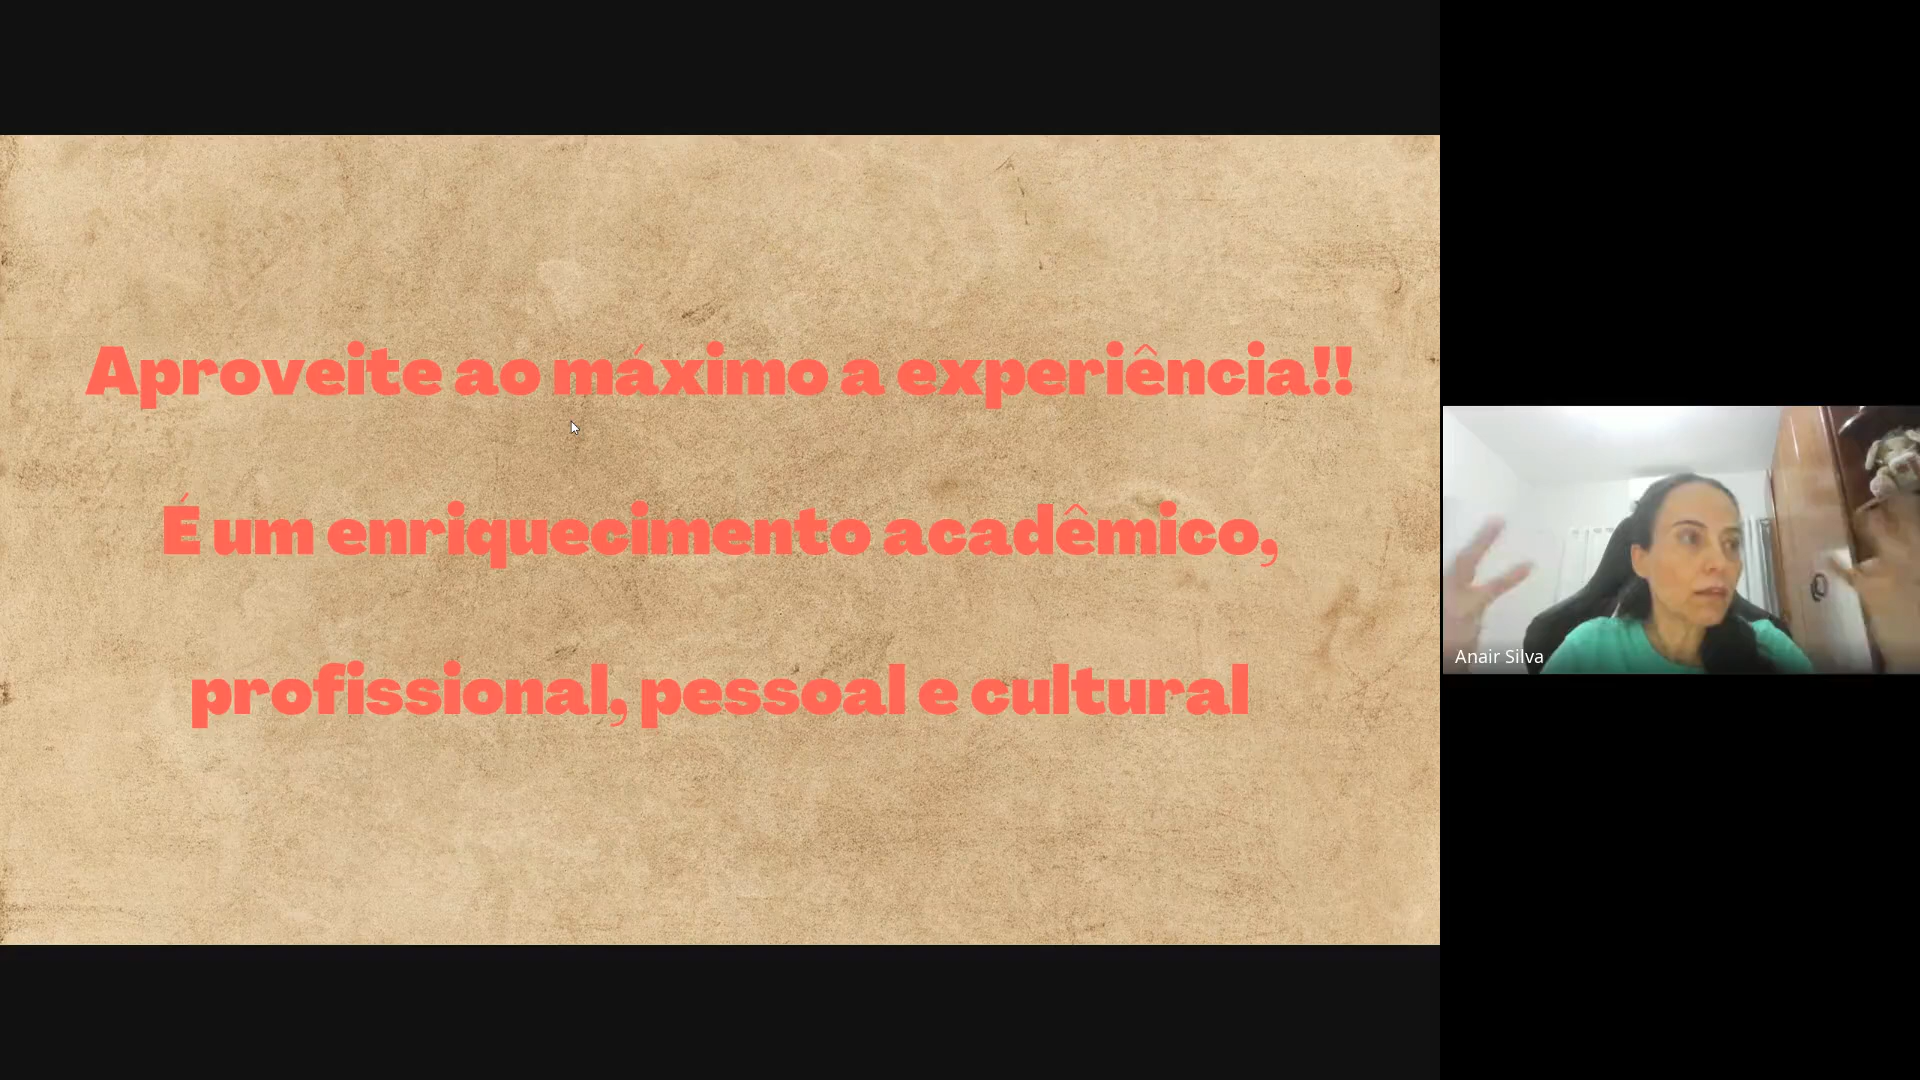 Aproveite ao máximo a experiência!!
É um enriquecimento acadêmico,
profissional, pessoal e cultural
Anair Silva